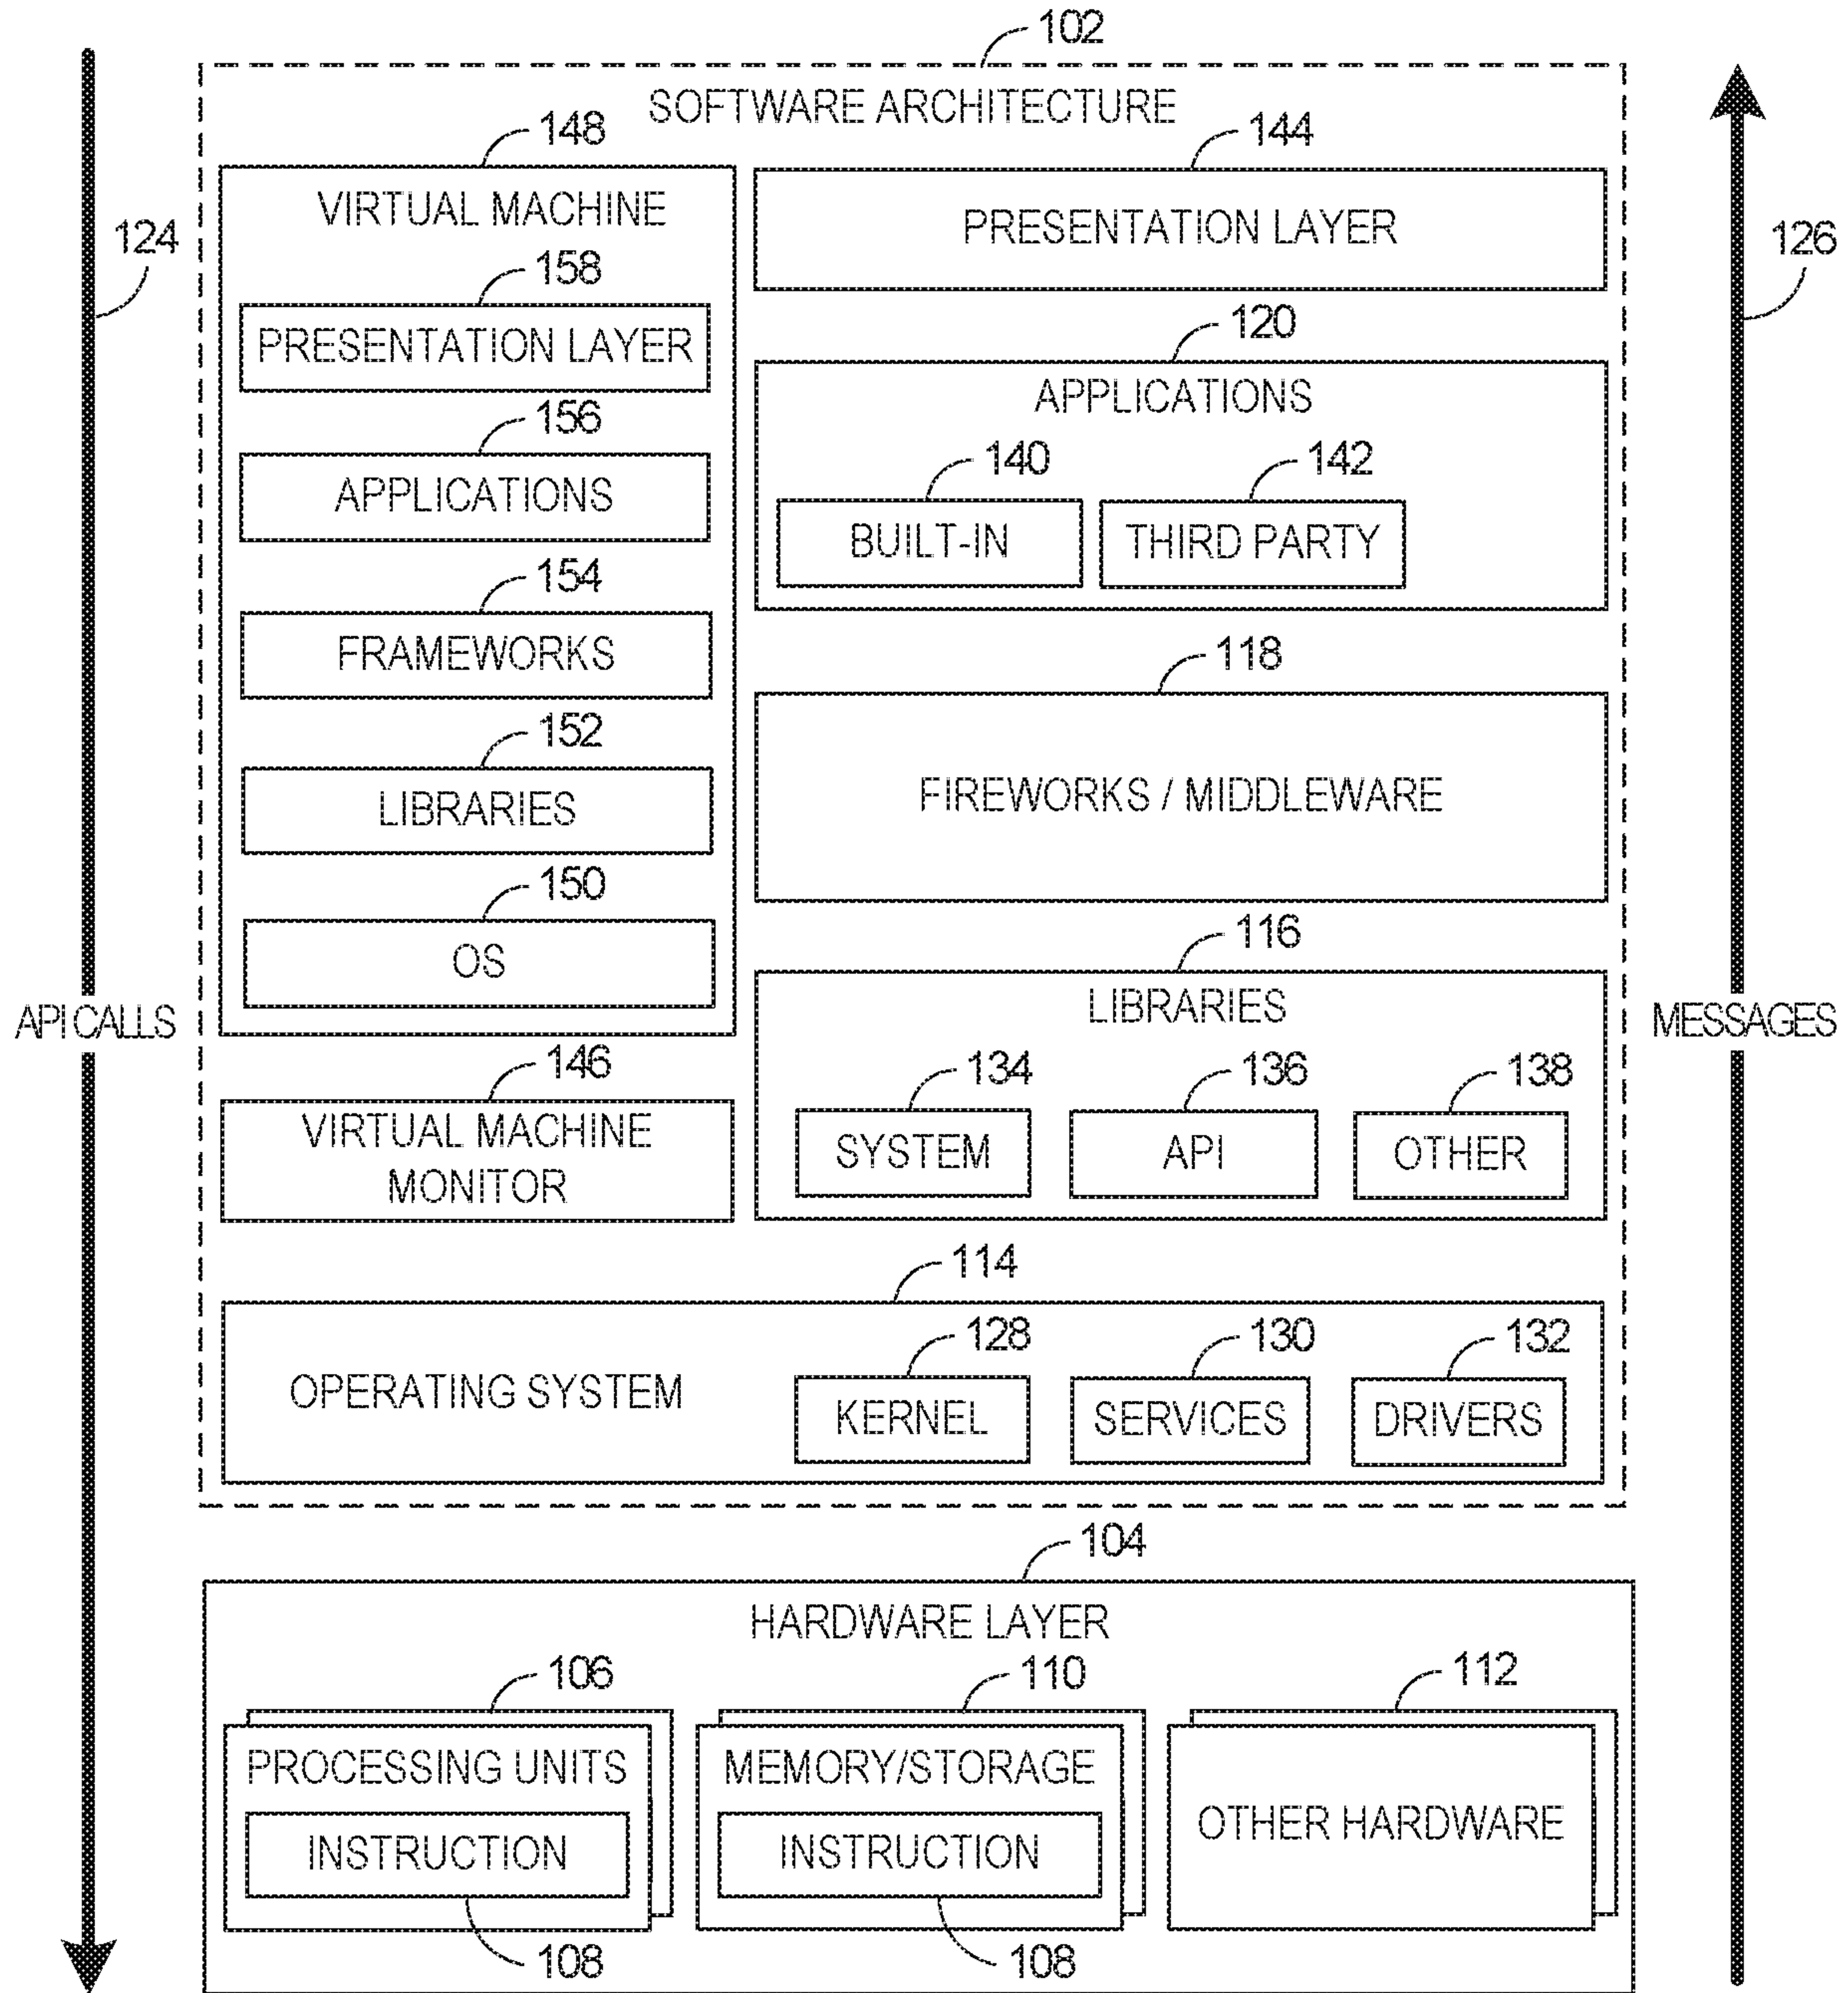 102
SOFTWARE ARCHITECTURE
148
VIRTUAL MACHINE
158
PRESENTATION LAYER
156
APPLICATIONS
154
FRAMEWORKS
152
LIBRARIES
150
OS
146
VIRTUAL MACHINE
MONITOR
144
PRESENTATION LAYER
120
APPLICATIONS
140
BUILT-IN
142
THIRD PARTY
118
FIREWORKS / MIDDLEWARE
116
LIBRARIES
134
SYSTEM
136
API
138
OTHER
114
OPERATING SYSTEM
128
KERNEL
130
SERVICES
132
DRIVERS
104
HARDWARE LAYER
106
PROCESSING UNITS
INSTRUCTION
108
110
MEMORY/STORAGE
INSTRUCTION
108
112
OTHER HARDWARE
124
API CALLS
126
MESSAGES